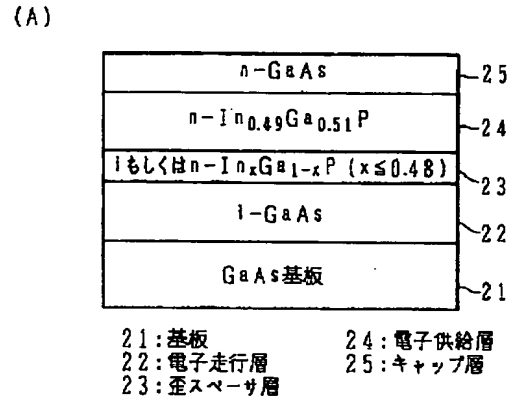 (A)
n-GaAs
25
n-In0.49Ga0.51P
24
iもしくはn-InxGa1-xP (x≤0.48)
23
i-GaAs
22
GaAs基板
21
21:基板
24:電子供給層
22:電子走行層
25:キャップ層
23:歪スペーサ層